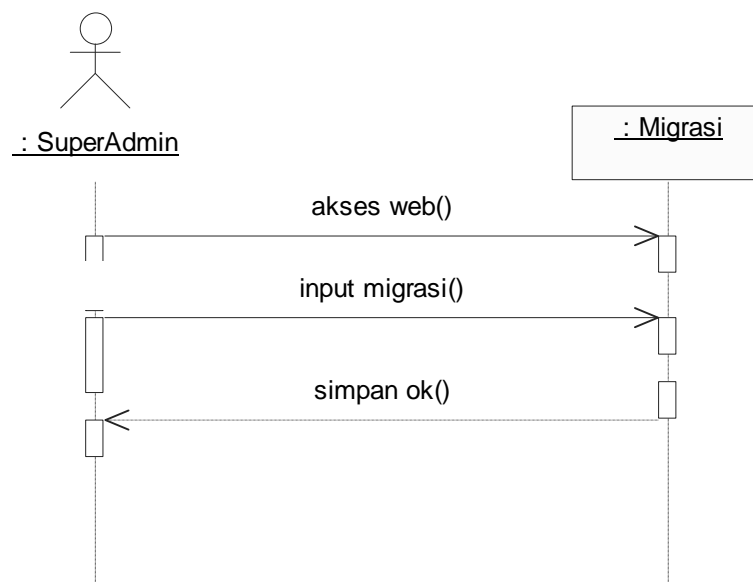 : SuperAdmin
: Migrasi
akses web()
input migrasi()
simpan ok()